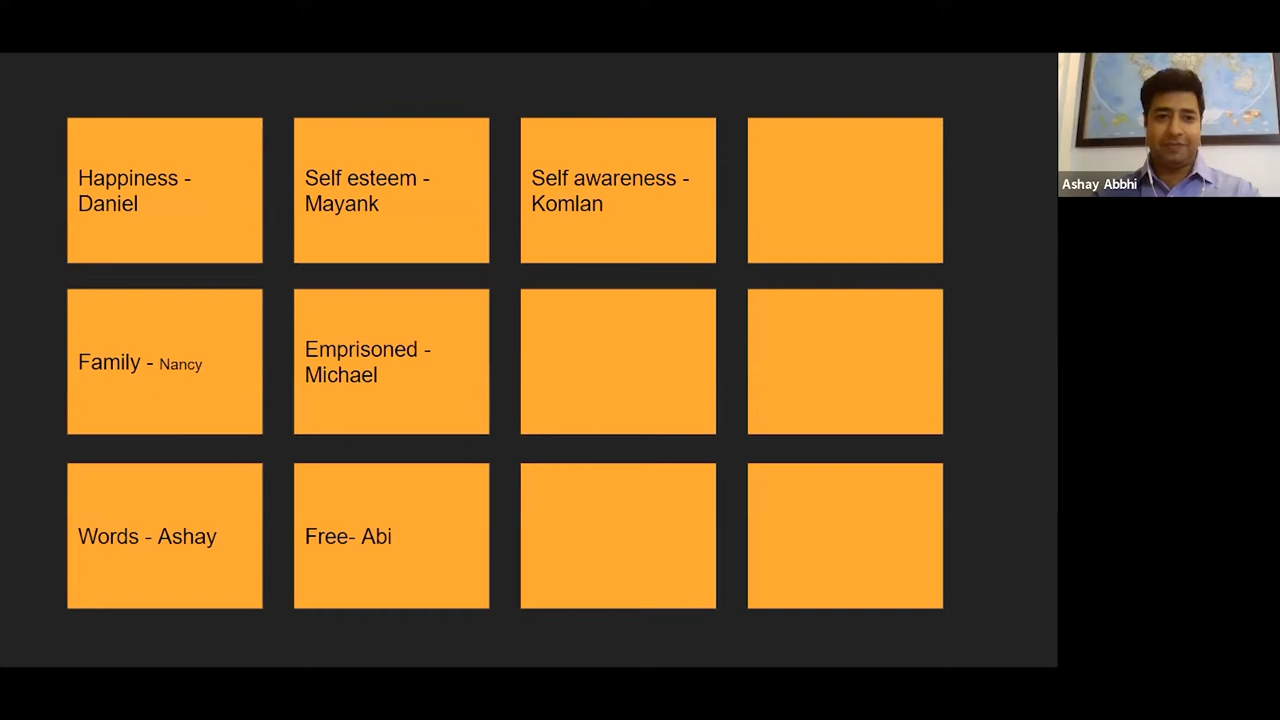 Happiness -
Daniel
Self esteem -
Mayank
Self awareness -
Komlan
Family - Nancy
Emprisoned -
Michael
Words - Ashay
Free- Abi
Ashay Abbhi